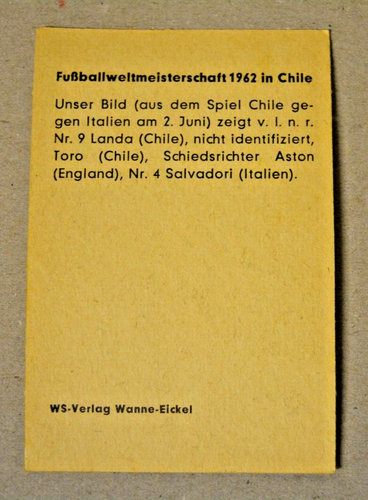 Fußballweltmeisterschaft 1962 in Chile
Unser Bild (aus dem Spiel Chile ge-
gen Italien am 2. Juni) zeigt v. l. n. r.
Nr. 9 Landa (Chile), nicht identifiziert,
Toro (Chile), Schiedsrichter Aston
(England), Nr. 4 Salvadori (Italien).
WS-Verlag Wanne-Eickel